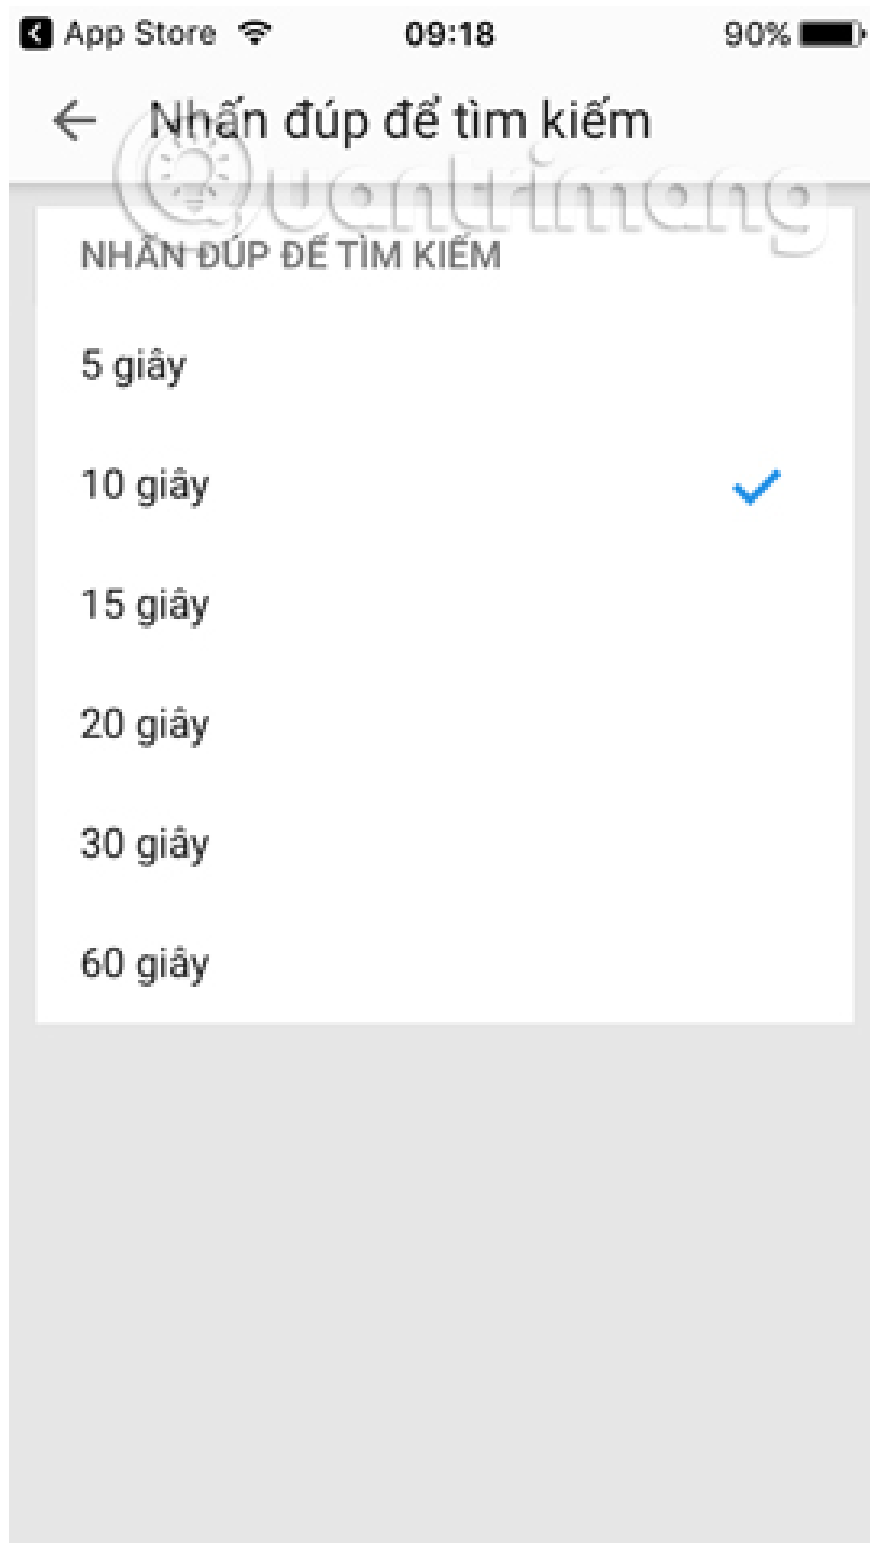 App Store 09:18 90%
Nhấn đúp để tìm kiếm
Quantrimang
NHẤN ĐÚP ĐỂ TÌM KIẾM
5 giây
10 giây
15 giây
20 giây
30 giây
60 giây